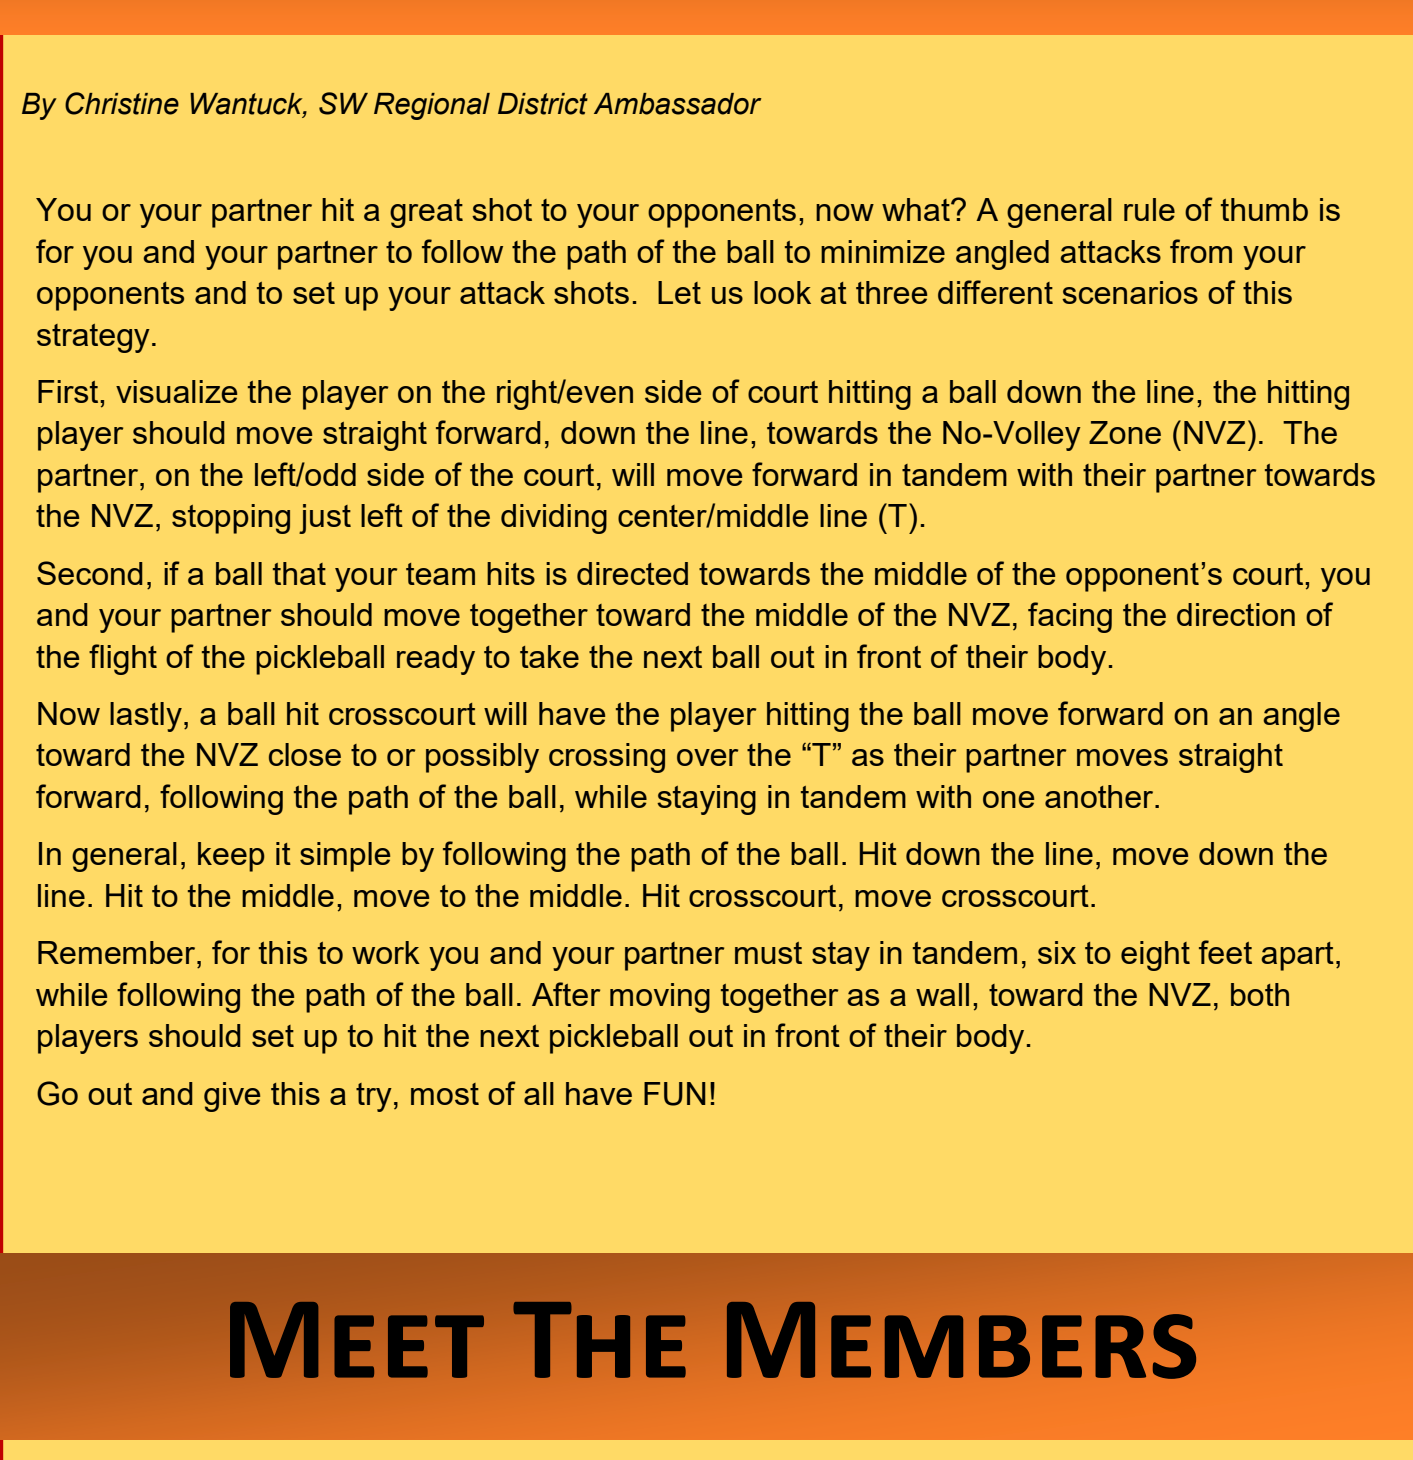 By Christine Wantuck, SW Regional District Ambassador
You or your partner hit a great shot to your opponents, now what? A general rule of thumb is
for you and your partner to follow the path of the ball to minimize angled attacks from your
opponents and to set up your attack shots.  Let us look at three different scenarios of this
strategy.
First, visualize the player on the right/even side of court hitting a ball down the line, the hitting
player should move straight forward, down the line, towards the No-Volley Zone (NVZ).  The
partner, on the left/odd side of the court, will move forward in tandem with their partner towards
the NVZ, stopping just left of the dividing center/middle line (T).
Second, if a ball that your team hits is directed towards the middle of the opponent’s court, you
and your partner should move together toward the middle of the NVZ, facing the direction of
the flight of the pickleball ready to take the next ball out in front of their body.
Now lastly, a ball hit crosscourt will have the player hitting the ball move forward on an angle
toward the NVZ close to or possibly crossing over the “T” as their partner moves straight
forward, following the path of the ball, while staying in tandem with one another.
In general, keep it simple by following the path of the ball. Hit down the line, move down the
line. Hit to the middle, move to the middle. Hit crosscourt, move crosscourt.
Remember, for this to work you and your partner must stay in tandem, six to eight feet apart,
while following the path of the ball. After moving together as a wall, toward the NVZ, both
players should set up to hit the next pickleball out in front of their body.
Go out and give this a try, most of all have FUN!
MEET THE MEMBERS